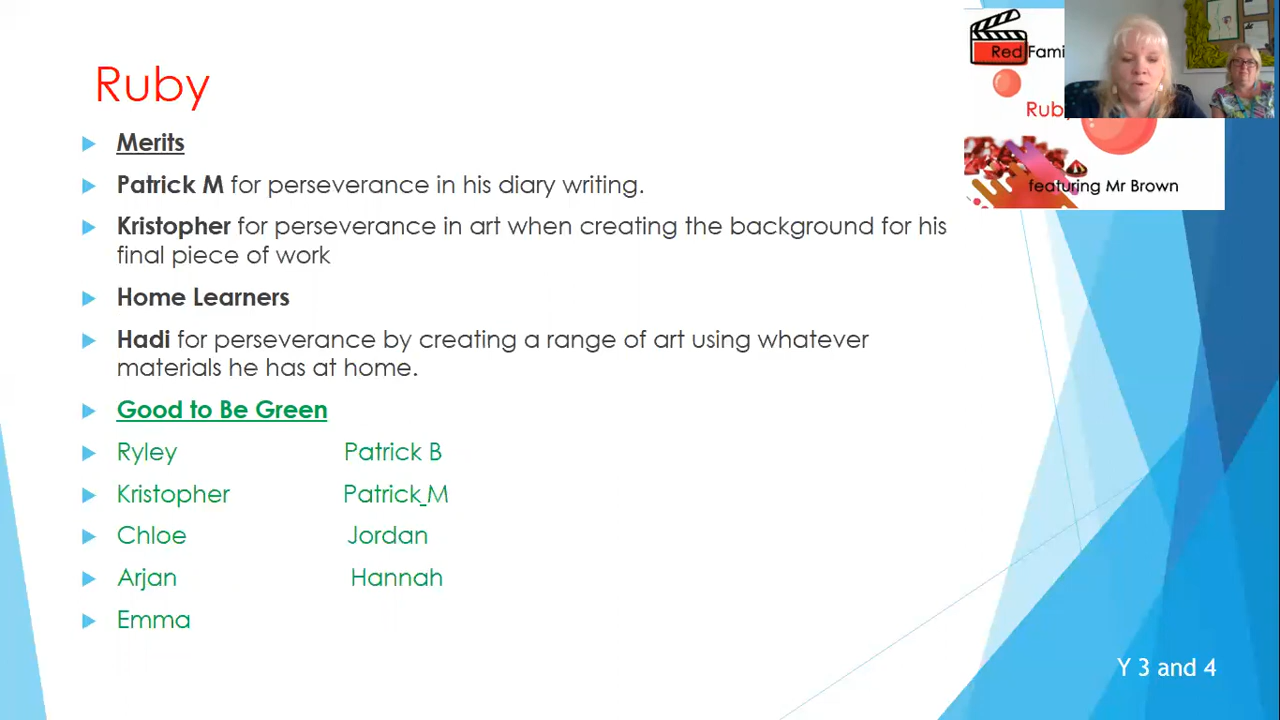 Ruby
Merits
Patrick M for perseverance in his diary writing.
Kristopher for perseverance in art when creating the background for his
final piece of work
Home Learners
Hadi for perseverance by creating a range of art using whatever
materials he has at home.
Good to Be Green
Ryley Patrick B
Kristopher Patrick M
Chloe Jordan
Arjan Hannah
Emma
Red Fami
Ruby
featuring Mr Brown
Y 3 and 4